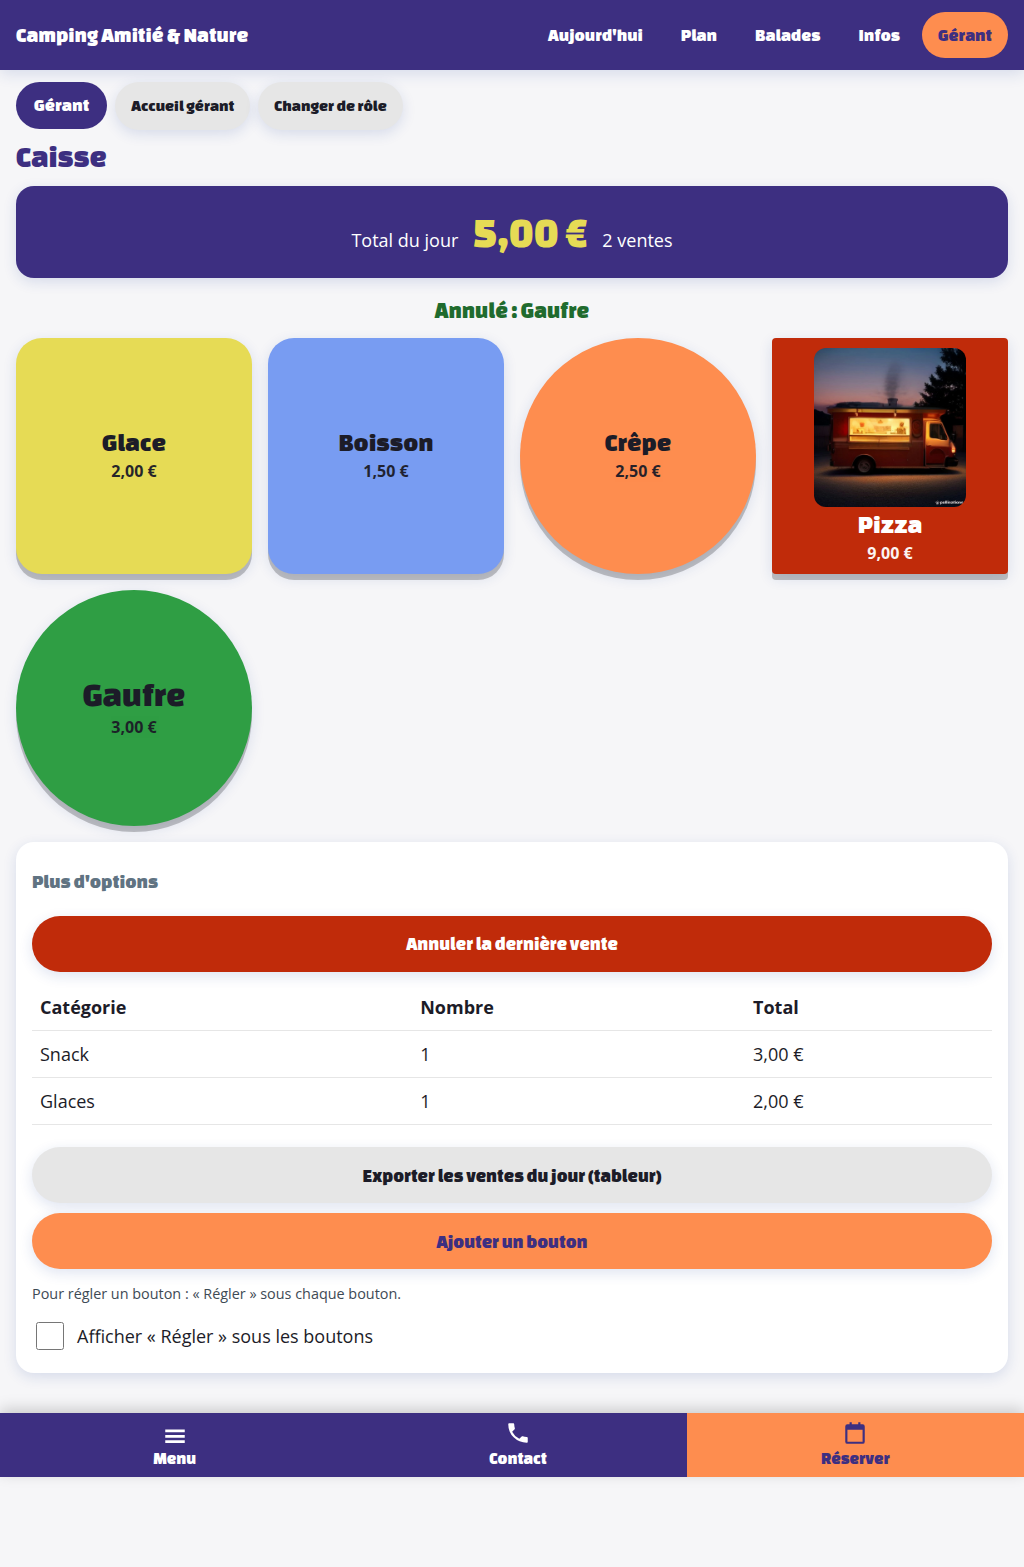 Camping Amitié & Nature
Aujourd'hui
Plan
Balades
Infos
Gérant
Gérant
Accueil gérant
Changer de rôle
Caisse
Total du jour 5,00 € 2 ventes
Annulé : Gaufre
Glace
2,00 €
Boisson
1,50 €
Crêpe
2,50 €
Pizza
9,00 €
Gaufre
3,00 €
Plus d'options
Annuler la dernière vente
Catégorie Nombre Total
Snack 1 3,00 €
Glaces 1 2,00 €
Exporter les ventes du jour (tableur)
Ajouter un bouton
Pour régler un bouton : « Régler » sous chaque bouton.
Afficher « Régler » sous les boutons
Menu
Contact
Réserver